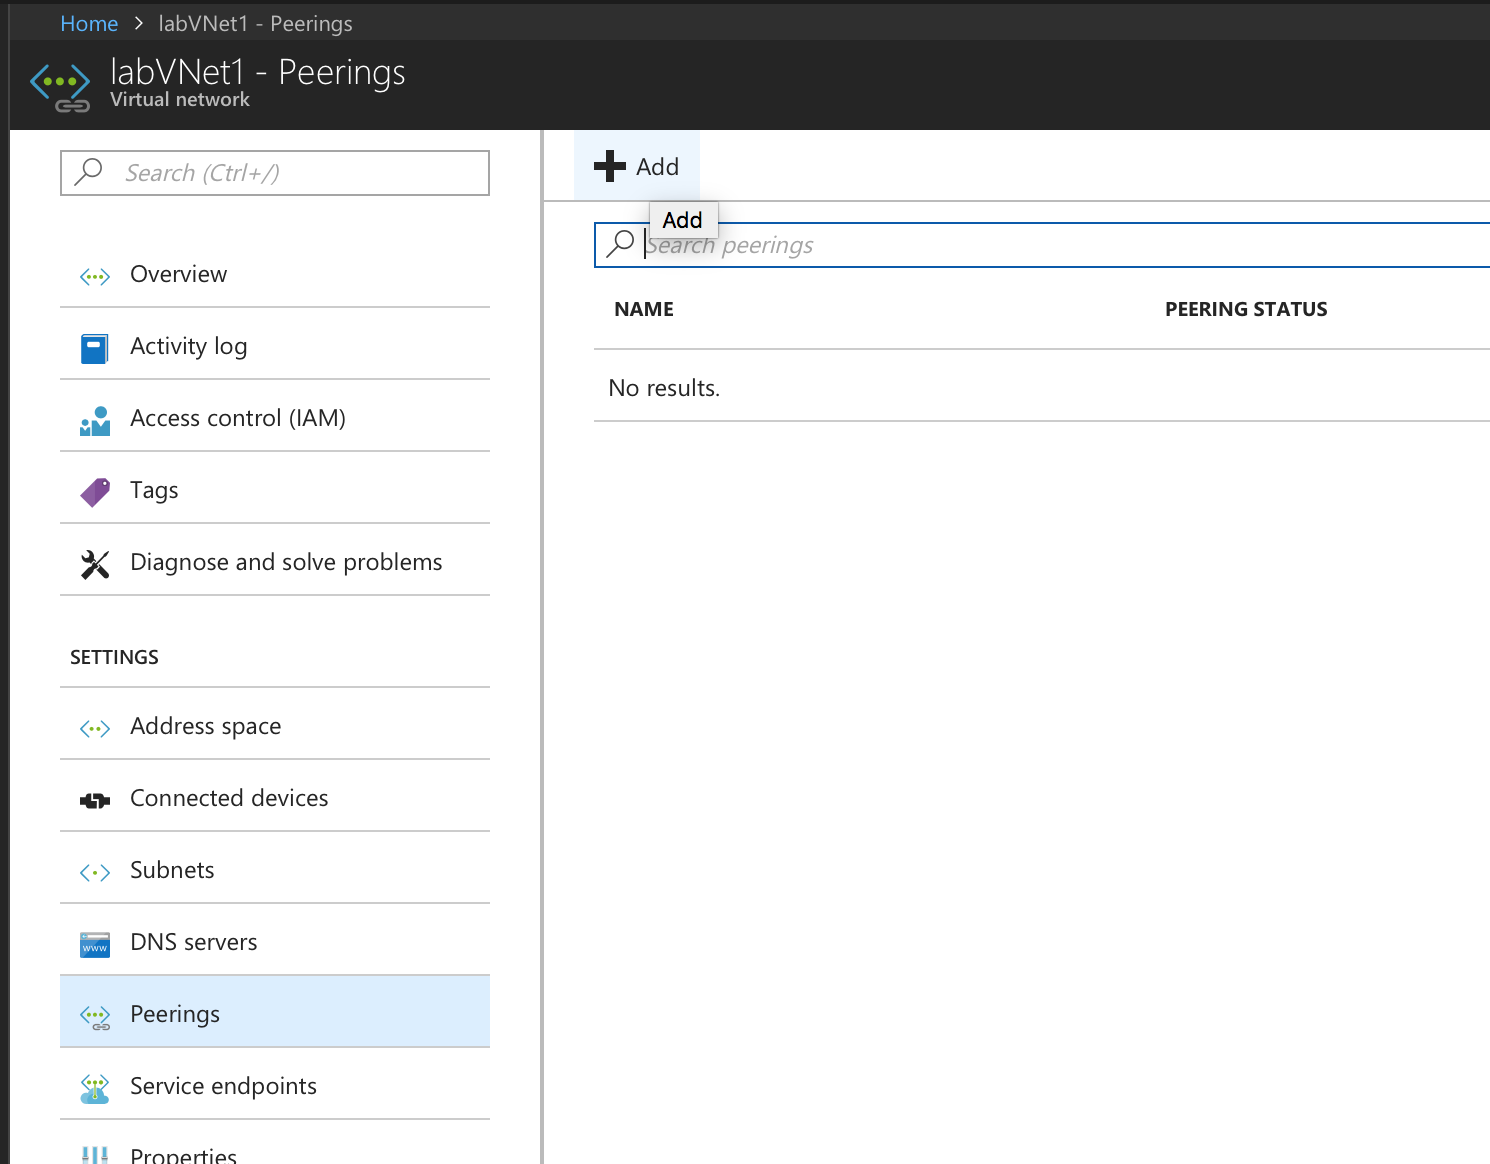 Home > labVNet1 - Peerings
labVNet1 - Peerings
Virtual network
Search (Ctrl+/)
Overview
Activity log
Access control (IAM)
Tags
Diagnose and solve problems
SETTINGS
Address space
Connected devices
Subnets
DNS servers
www
Peerings
Service endpoints
Properties
Add
Add
Search peerings
NAME PEERING STATUS
No results.